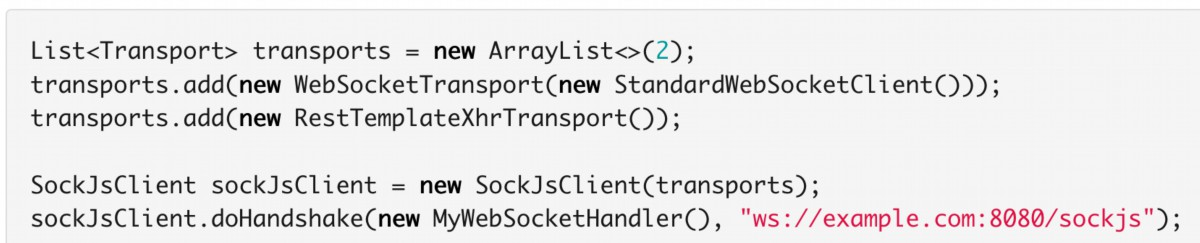 List<Transport> transports = new ArrayList<>(2);
transports.add(new WebSocketTransport(new StandardWebSocketClient()));
transports.add(new RestTemplateXhrTransport());
SockJsClient sockJsClient = new SockJsClient(transports);
sockJsClient.doHandshake(new MyWebSocketHandler(), "ws://example.com:8080/sockjs");